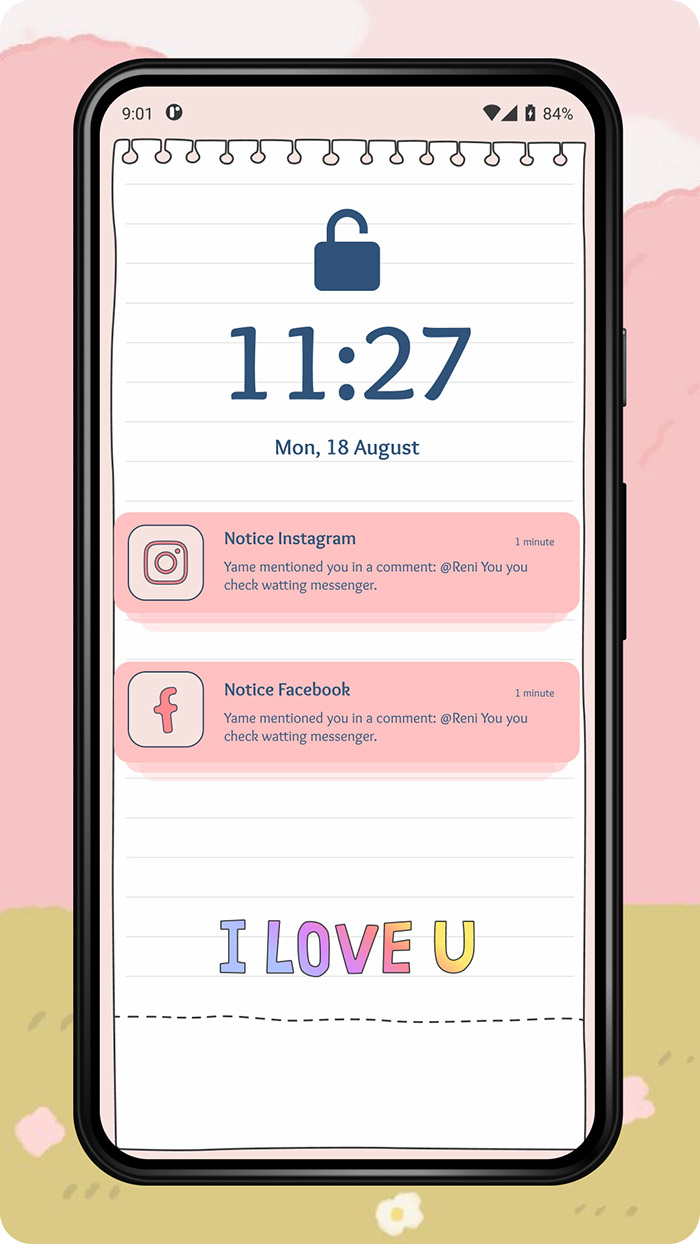 9:01 84%
11:27
Mon, 18 August
Notice Instagram 1 minute
Yame mentioned you in a comment: @Reni You you
check watting messenger.
Notice Facebook 1 minute
Yame mentioned you in a comment: @Reni You you
check watting messenger.
I LOVE U